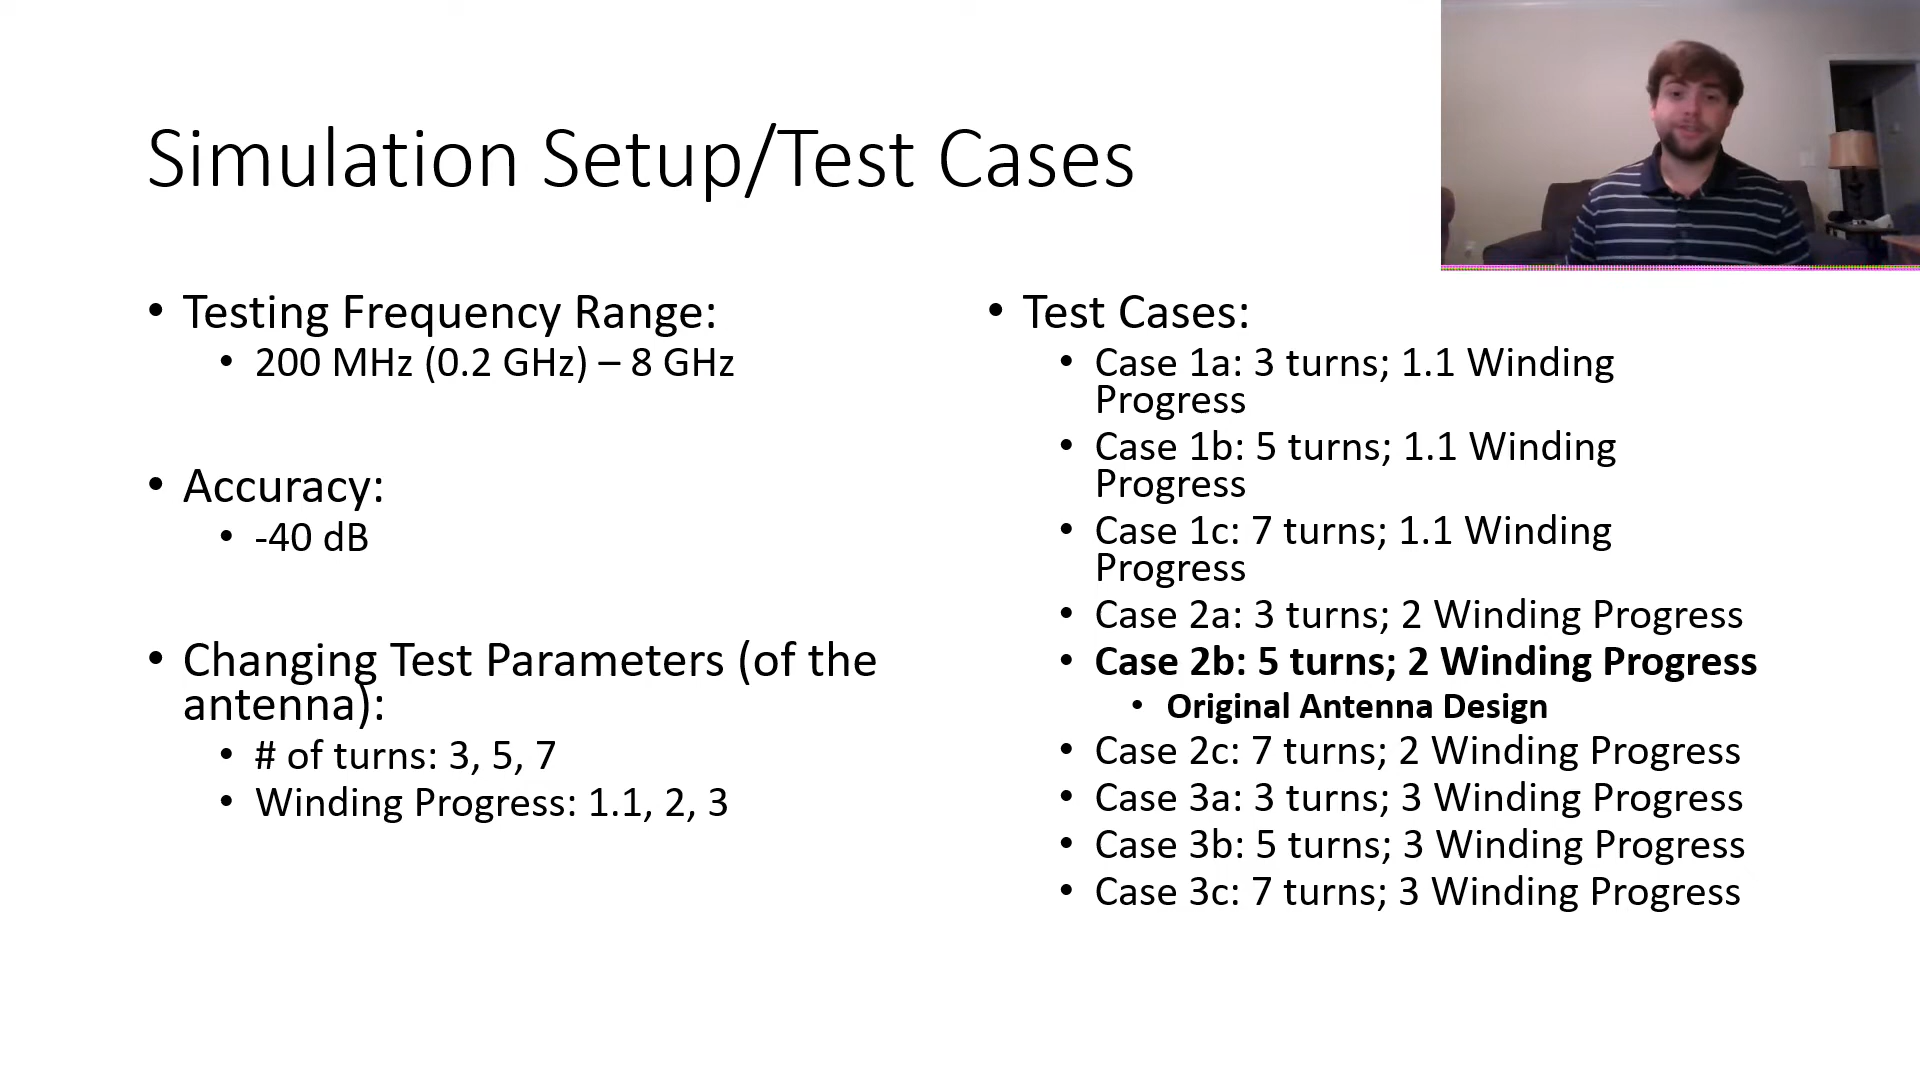 Simulation Setup/Test Cases
• Testing Frequency Range:
• 200 MHz (0.2 GHz) – 8 GHz
• Accuracy:
• -40 dB
• Changing Test Parameters (of the
antenna):
• # of turns: 3, 5, 7
• Winding Progress: 1.1, 2, 3
• Test Cases:
• Case 1a: 3 turns; 1.1 Winding
Progress
• Case 1b: 5 turns; 1.1 Winding
Progress
• Case 1c: 7 turns; 1.1 Winding
Progress
• Case 2a: 3 turns; 2 Winding Progress
• Case 2b: 5 turns; 2 Winding Progress
• Original Antenna Design
• Case 2c: 7 turns; 2 Winding Progress
• Case 3a: 3 turns; 3 Winding Progress
• Case 3b: 5 turns; 3 Winding Progress
• Case 3c: 7 turns; 3 Winding Progress